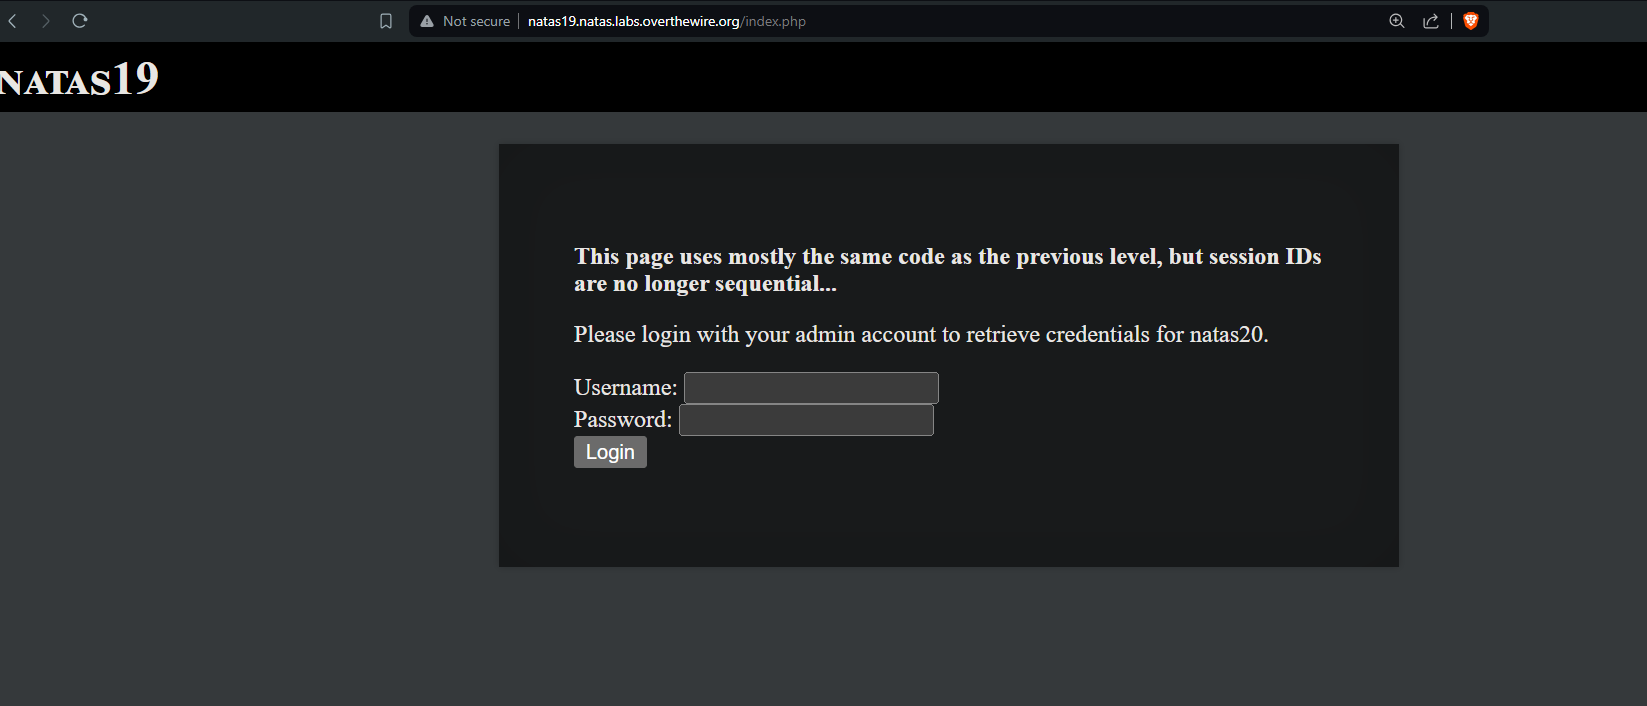 Not secure natas19.natas.labs.overthewire.org/index.php
NATAS19
This page uses mostly the same code as the previous level, but session IDs
are no longer sequential...
Please login with your admin account to retrieve credentials for natas20.
Username:
Password:
Login